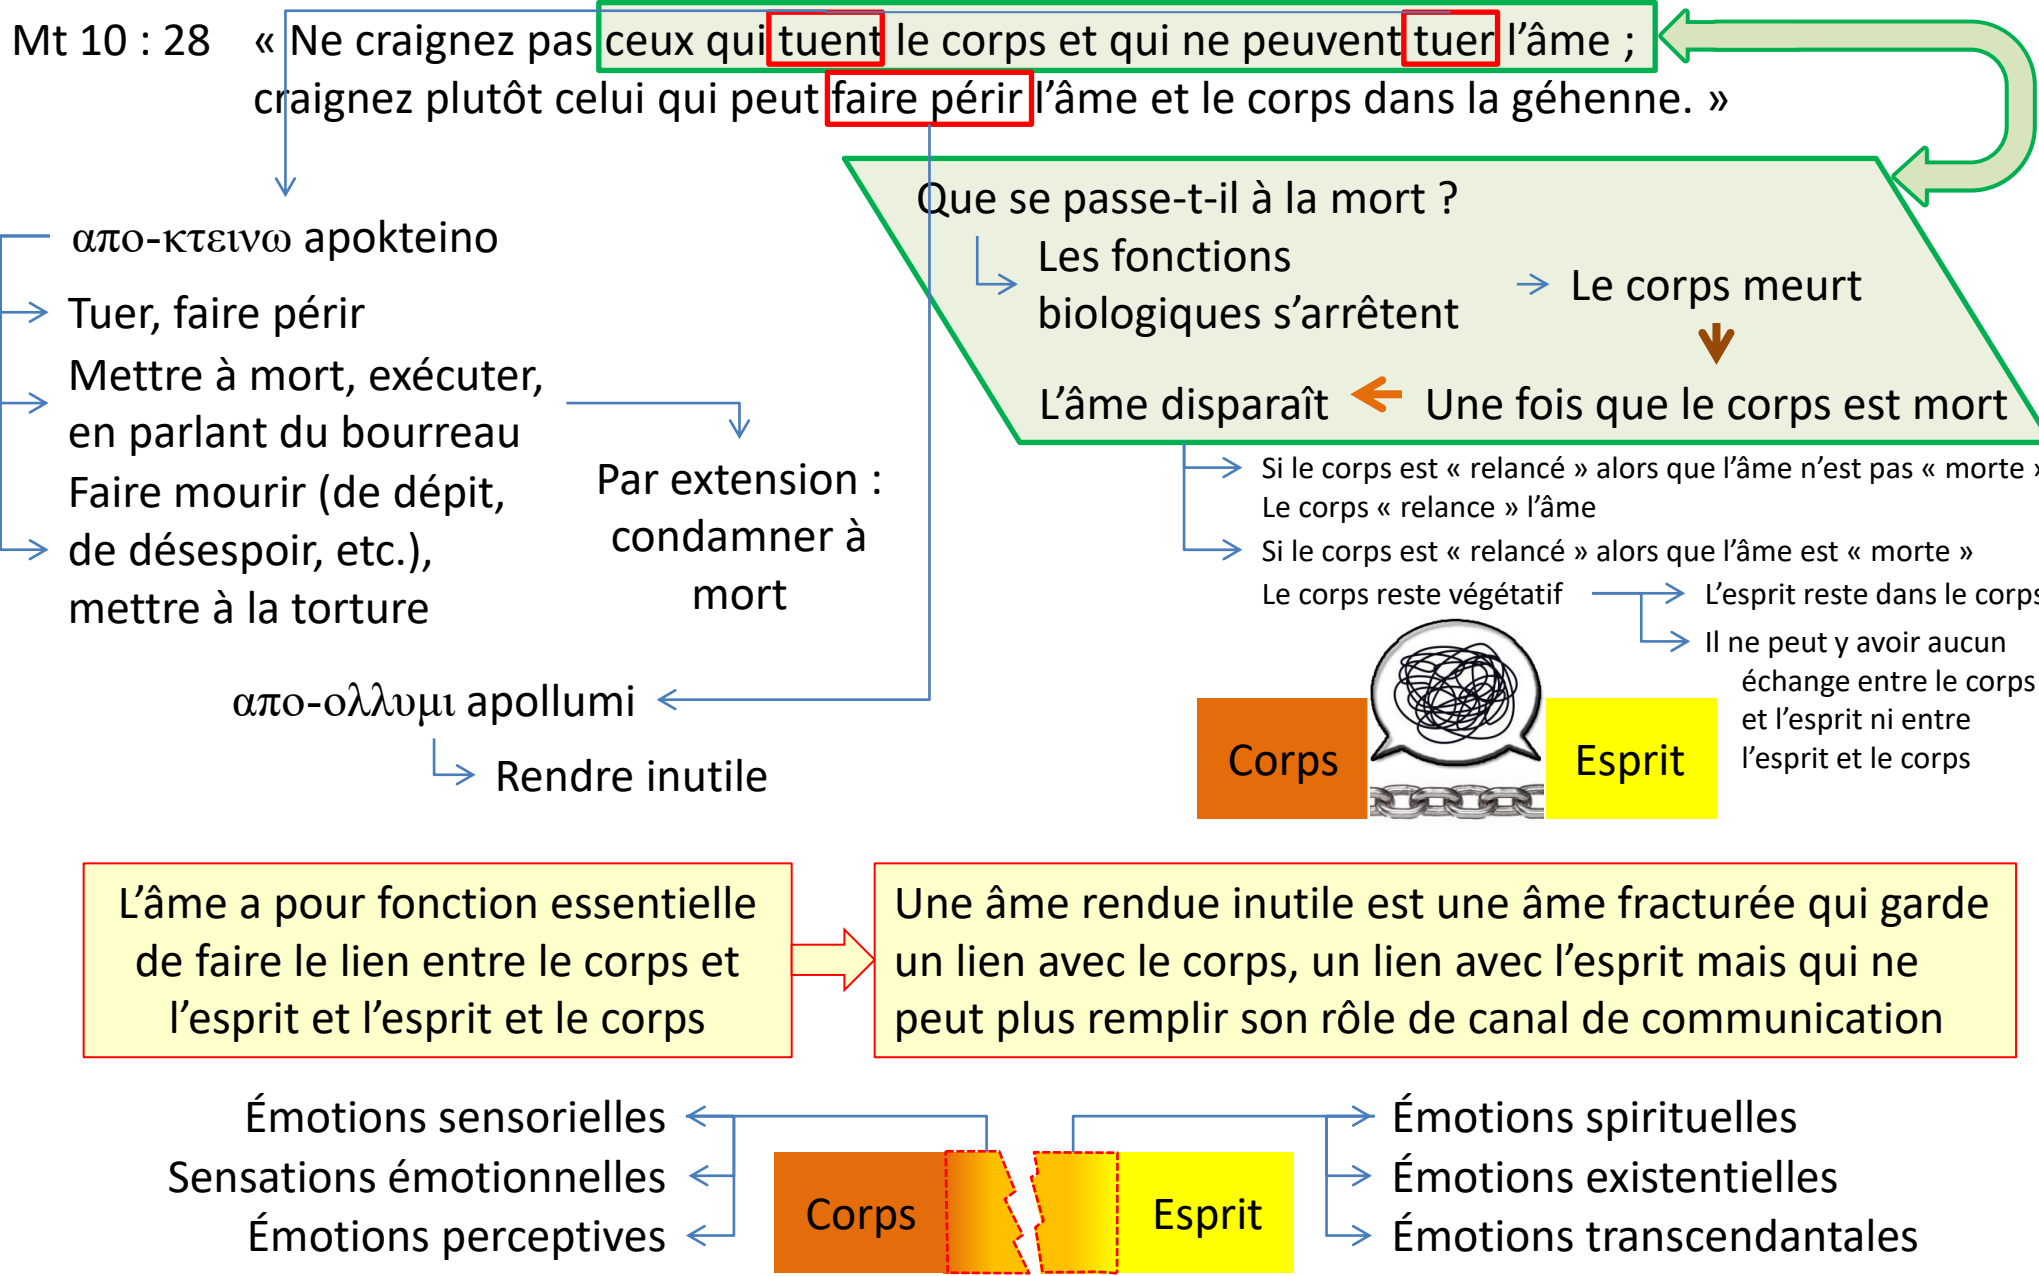 Mt 10 : 28 « Ne craignez pas ceux qui tuent le corps et qui ne peuvent tuer l’âme ;
craignez plutôt celui qui peut faire périr l’âme et le corps dans la géhenne. »
απο-κτεινω apokteino
Tuer, faire périr
Mettre à mort, exécuter,
en parlant du bourreau
Faire mourir (de dépit,
de désespoir, etc.),
mettre à la torture
Par extension :
condamner à
mort
απο-ολλυμι apollumi
Rendre inutile
Que se passe-t-il à la mort ?
Les fonctions
biologiques s’arrêtent
Le corps meurt
Une fois que le corps est mort
L’âme disparaît
Si le corps est « relancé » alors que l’âme n’est pas « morte »
Le corps « relance » l’âme
Si le corps est « relancé » alors que l’âme est « morte »
Le corps reste végétatif
L’esprit reste dans le corps
Il ne peut y avoir aucun
échange entre le corps
et l’esprit ni entre
l’esprit et le corps
Corps
Esprit
L’âme a pour fonction essentielle
de faire le lien entre le corps et
l’esprit et l’esprit et le corps
Une âme rendue inutile est une âme fracturée qui garde
un lien avec le corps, un lien avec l’esprit mais qui ne
peut plus remplir son rôle de canal de communication
Émotions sensorielles
Sensations émotionnelles
Émotions perceptives
Corps
Esprit
Émotions spirituelles
Émotions existentielles
Émotions transcendantales